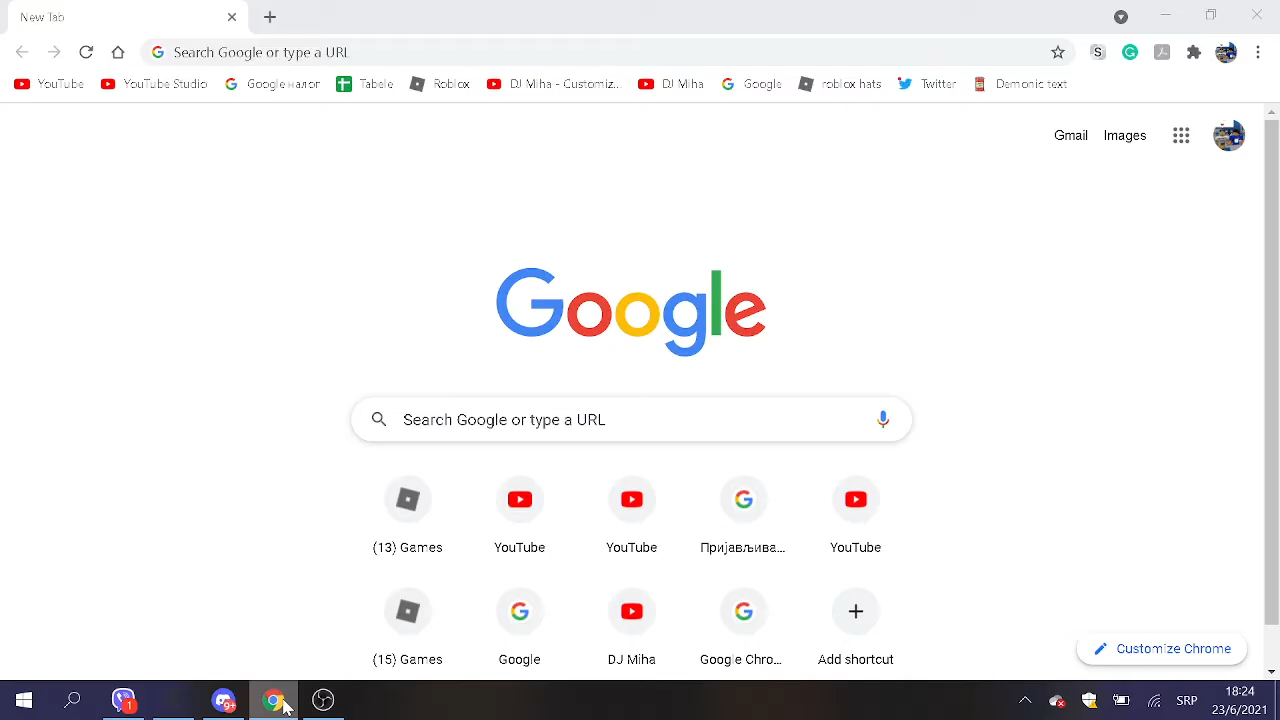 New Tab
Search Google or type a URL
YouTube YouTube Studio Google налог Tabele Roblox DJ Miha - Customiz... DJ Miha Google roblox hats Twitter Demonic text
Gmail Images
Google
Search Google or type a URL
(13) Games YouTube YouTube Пријављива... YouTube
(15) Games Google DJ Miha Google Chro... Add shortcut
Customize Chrome
1 9+ SRP 18:24
23/6/2021